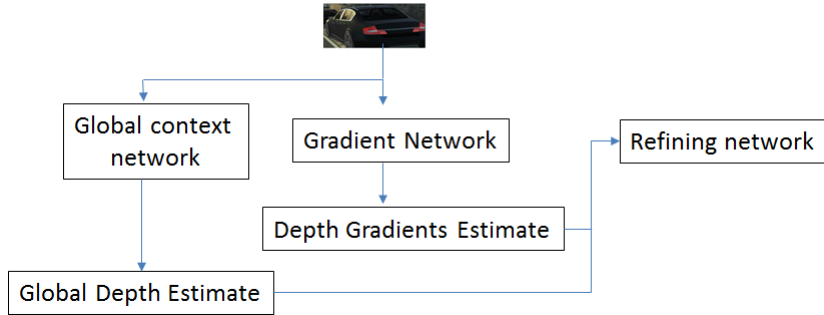 Global context
network
Gradient Network
Refining network
Depth Gradients Estimate
Global Depth Estimate